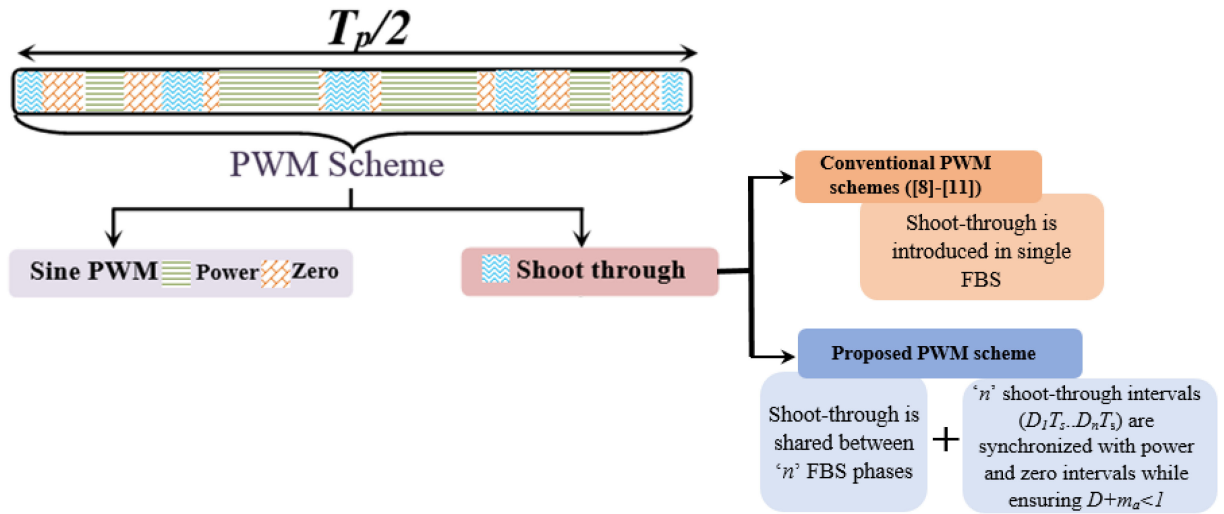 Tp/2
PWM Scheme
Sine PWM Power Zero
Shoot through
Conventional PWM
schemes ([8]-[11])
Shoot-through is
introduced in single
FBS
Proposed PWM scheme
Shoot-through is
shared between
‘n’ FBS phases
+
‘n’ shoot-through intervals
(D1Ts..DnTs) are
synchronized with power
and zero intervals while
ensuring D+ma<1